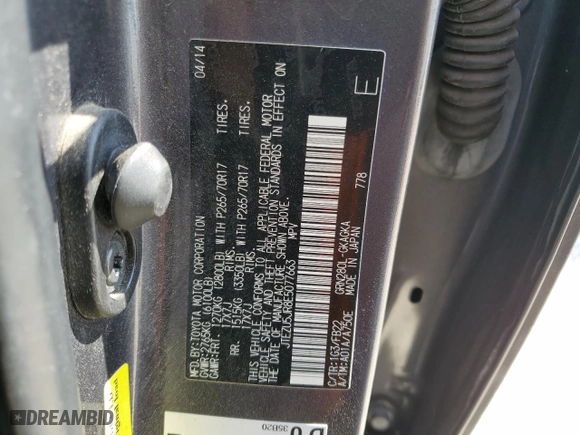 MFD.BY:TOYOTA MOTOR CORPORATION 04/14
GVWR:2765KG (6100LB)
GAWR:FRT. 1270KG (2800LB) WITH P265/70R17 TIRES,
17X7J RIMS
RR. 1515KG (3350LB) WITH P265/70R17 TIRES,
17X7J RIMS
THIS VEHICLE CONFORMS TO ALL APPLICABLE FEDERAL MOTOR
VEHICLE SAFETY AND THEFT PREVENTION STANDARDS IN EFFECT ON
THE DATE OF MANUFACTURE SHOWN ABOVE.
JTEZU5JR8E5077663 MPV
E
778
C/TR:1G3/FB22 GRN280L-GKAGKA
A/TM:A01A/A750E MADE IN JAPAN
35B20
DREAMBID